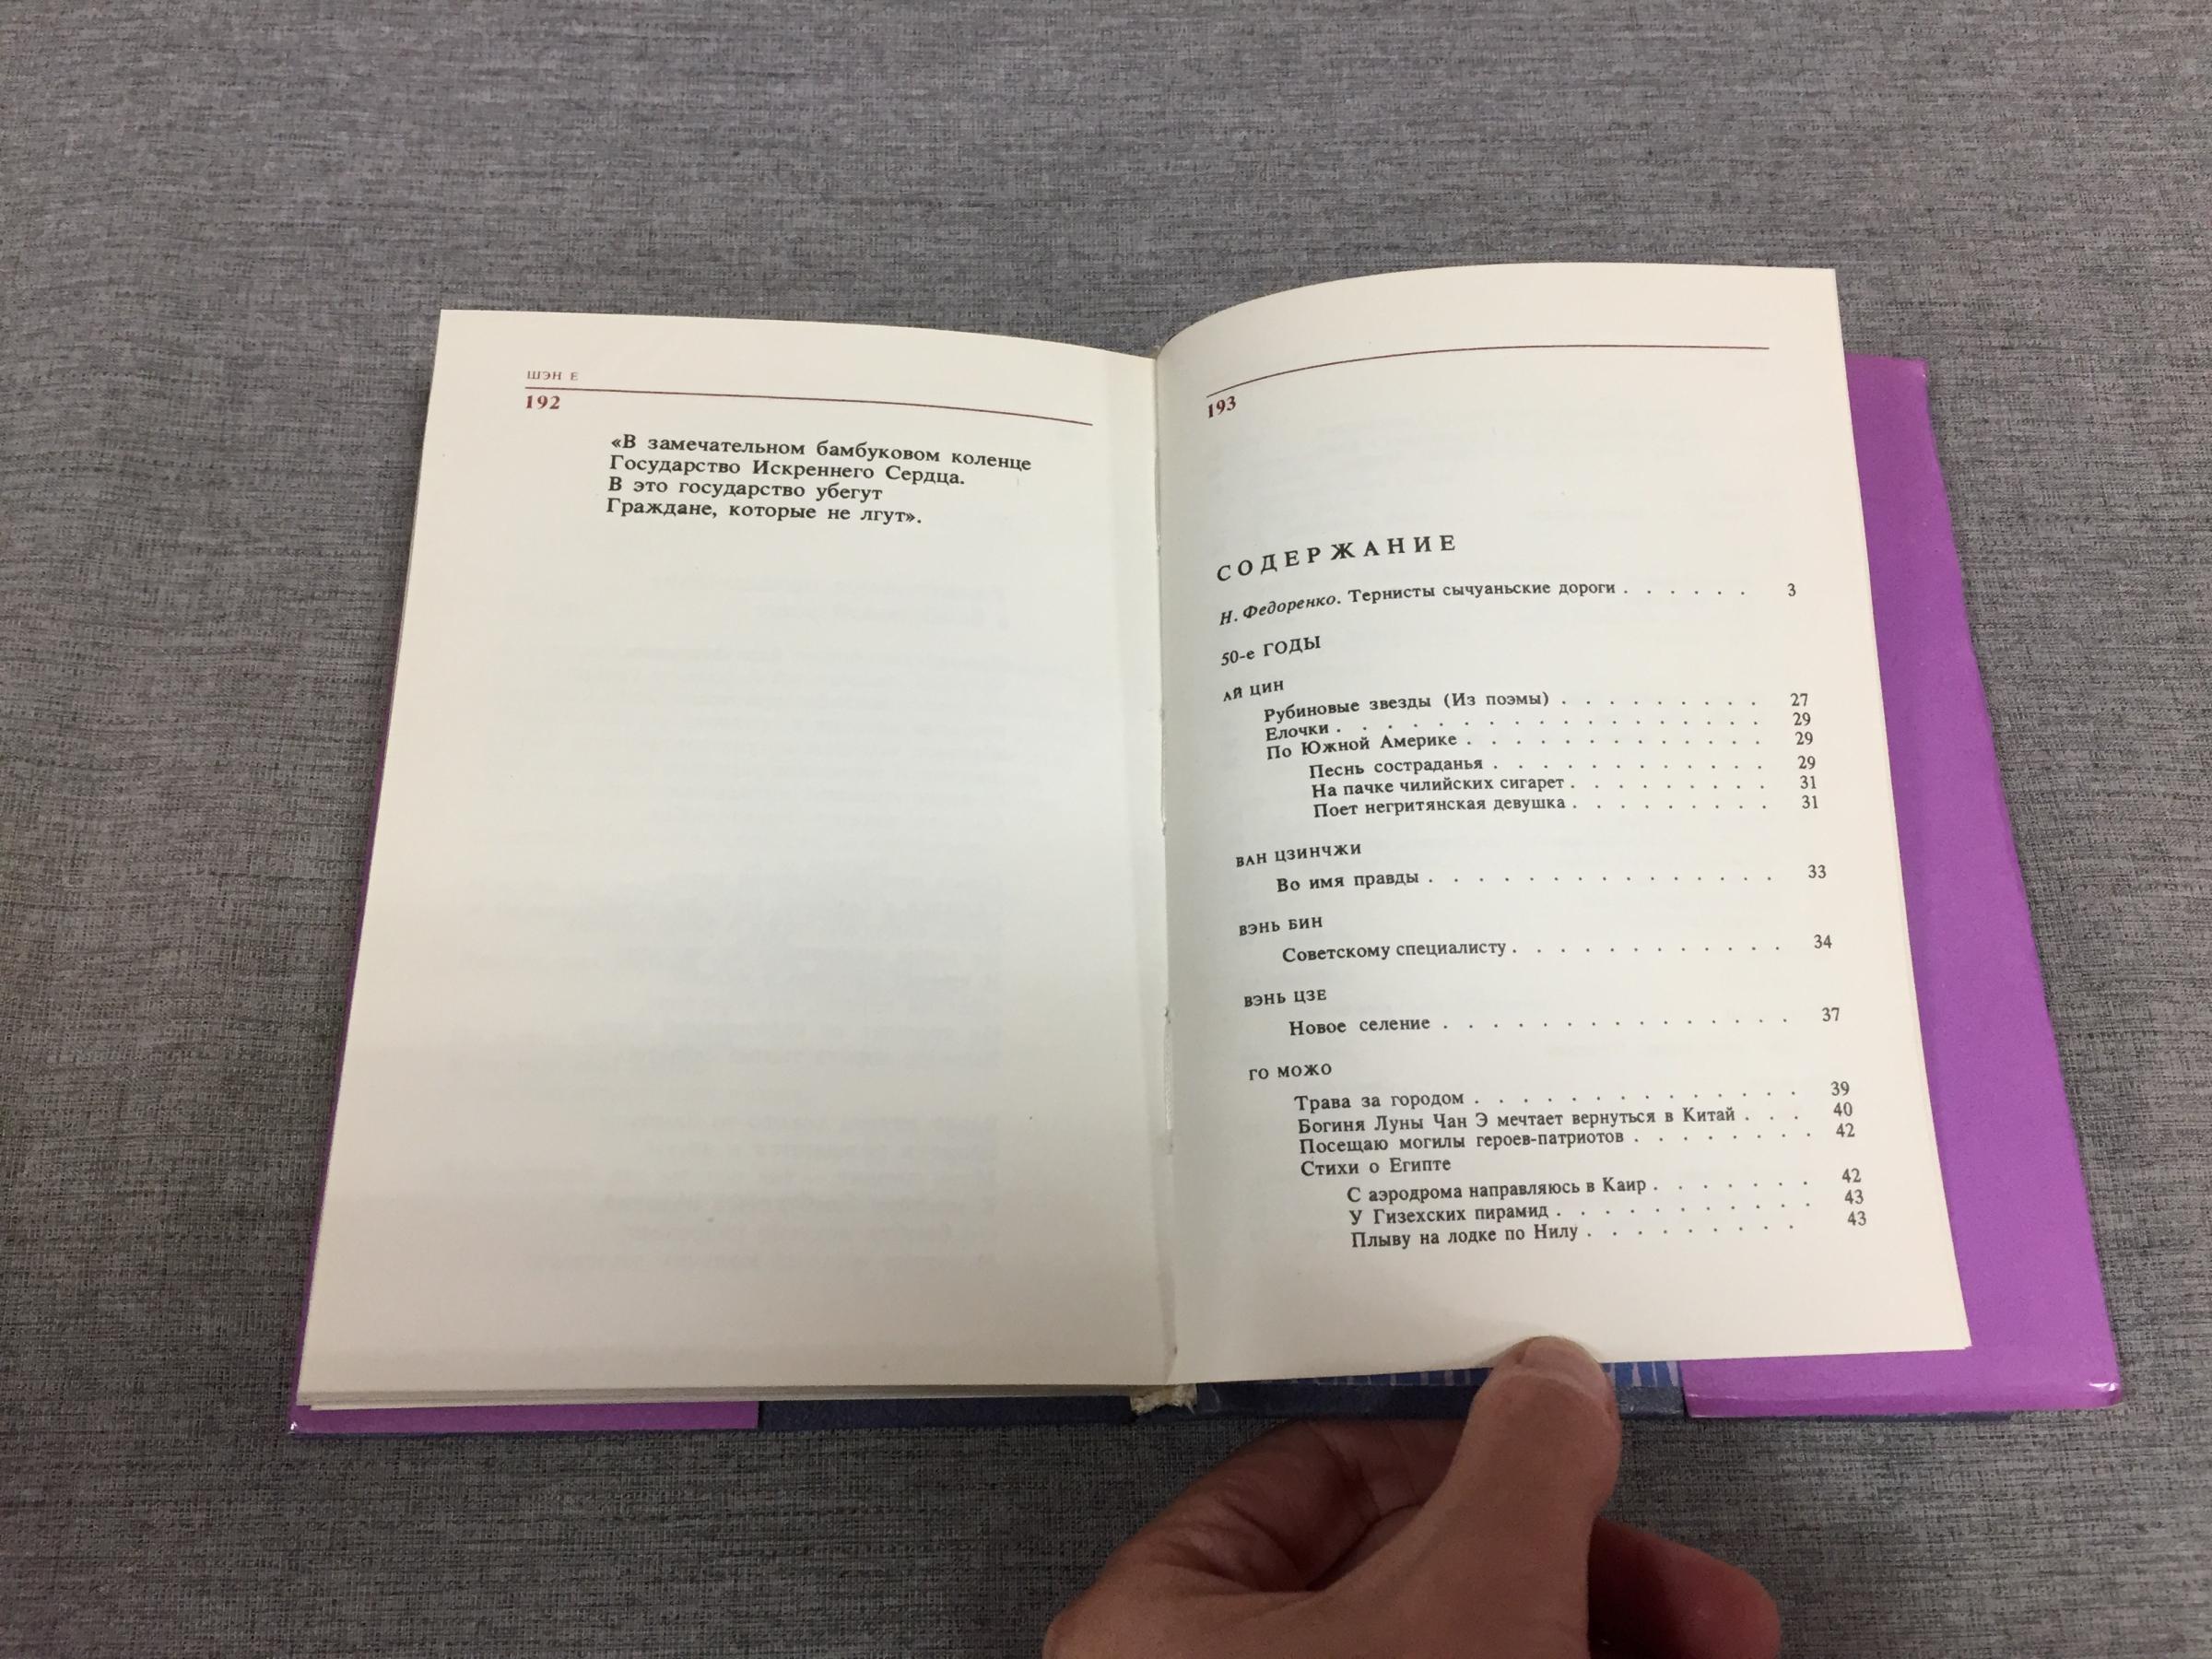 ШЭН Е
192
«В замечательном бамбуковом коленце
Государство Искреннего Сердца.
В это государство убегут
Граждане, которые не лгут».
193
СОДЕРЖАНИЕ
Н. Федоренко. Тернисты сычуаньские дороги . . . . . . 3
50-е ГОДЫ
АЙ ЦИН
Рубиновые звезды (Из поэмы) . . . . . . . . . 27
Елочки . . . . . . . . . . . . . . . . . . 29
По Южной Америке . . . . . . . . . . . . . 29
Песнь состраданья . . . . . . . . . . . . 29
На пачке чилийских сигарет . . . . . . . . . 31
Поет негритянская девушка . . . . . . . . . 31
ВАН ЦЗИНЧЖИ
Во имя правды . . . . . . . . . . . . . . . 33
ВЭНЬ БИН
Советскому специалисту . . . . . . . . . . . . 34
ВЭНЬ ЦЗЕ
Новое селение . . . . . . . . . . . . . . . 37
ГО МОЖО
Трава за городом . . . . . . . . . . . . . . 39
Богиня Луны Чан Э мечтает вернуться в Китай . . . 40
Посещаю могилы героев-патриотов . . . . . . . . 42
Стихи о Египте
С аэродрома направляюсь в Каир . . . . . . . 42
У Гизехских пирамид . . . . . . . . . . . 43
Плыву на лодке по Нилу . . . . . . . . . 43